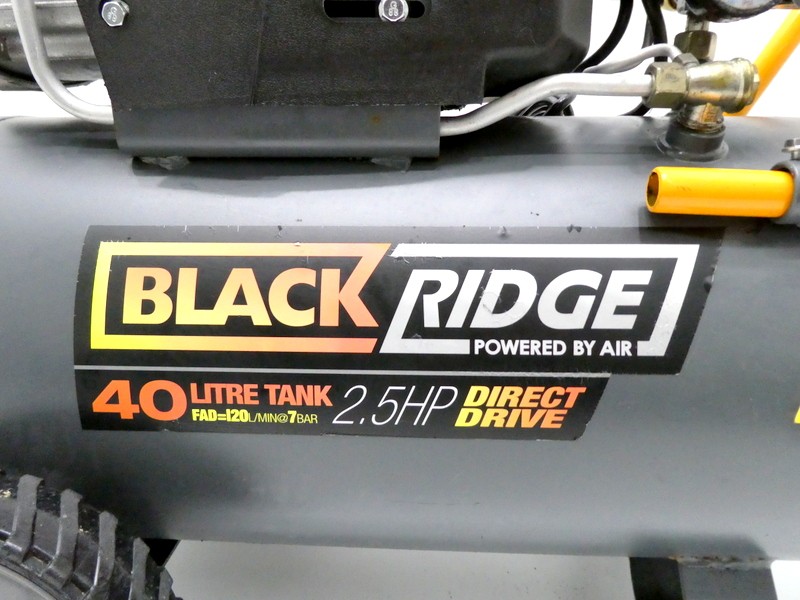 BLACK RIDGE
POWERED BY AIR
40 LITRE TANK 2.5HP DIRECT DRIVE
FAD=120L/MIN@7BAR